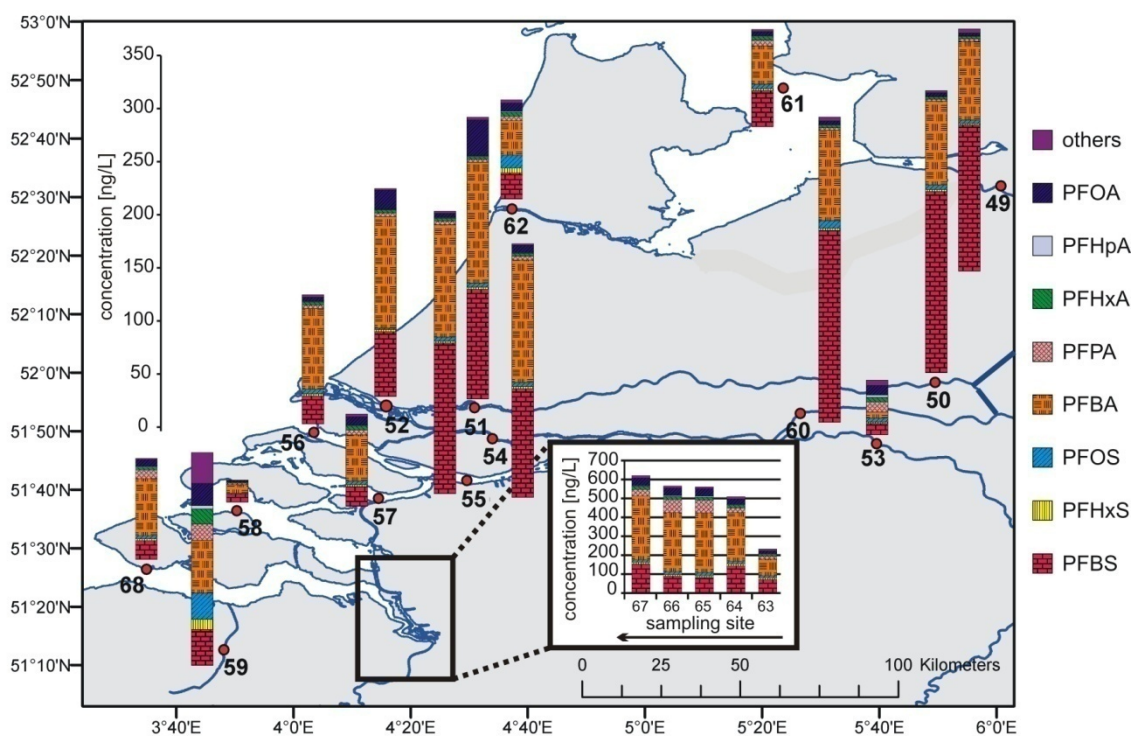 53°0'N
52°50'N
52°40'N
52°30'N
52°20'N
52°10'N
52°0'N
51°50'N
51°40'N
51°30'N
51°20'N
51°10'N
concentration [ng/L]
350
300
250
200
150
100
50
0
61
49
62
50
60
53
52
51
54
56
55
57
58
68
59
others
PFOA
PFHpA
PFHxA
PFPA
PFBA
PFOS
PFHxS
PFBS
concentration [ng/L]
700
600
500
400
300
200
100
0
67 66 65 64 63
sampling site
0 25 50 100 Kilometers
3°40'E 4°0'E 4°20'E 4°40'E 5°0'E 5°20'E 5°40'E 6°0'E